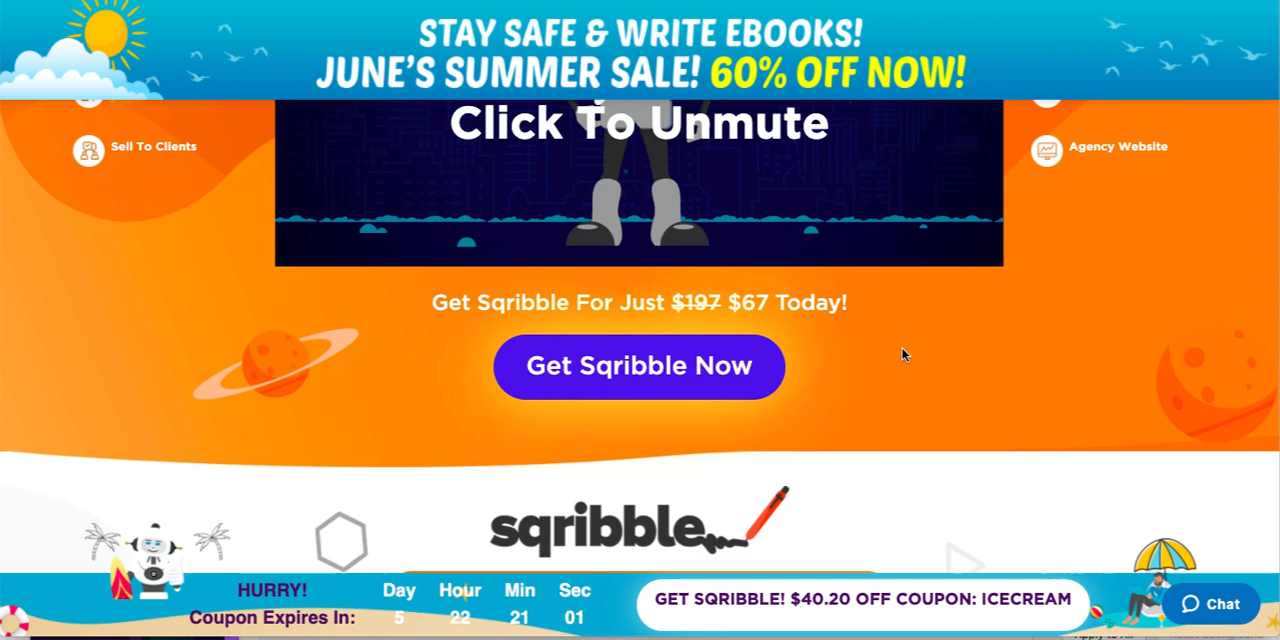 STAY SAFE & WRITE EBOOKS!
JUNE'S SUMMER SALE! 60% OFF NOW!
Click To Unmute
Sell To Clients
Agency Website
Get Sqribble For Just $197 $67 Today!
Get Sqribble Now
sqribble
HURRY!
Coupon Expires In:
Day Hour Min Sec
5 22 21 01
GET SQRIBBLE! $40.20 OFF COUPON: ICECREAM
Chat